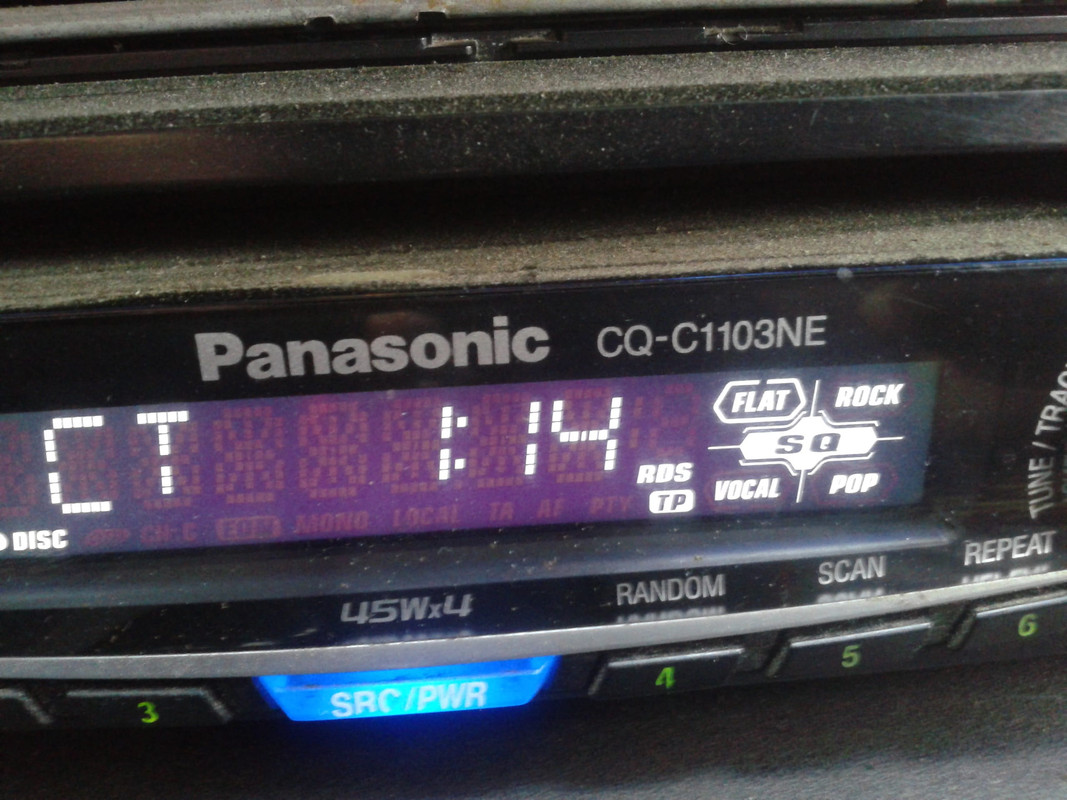 Panasonic CQ-C1103NE
FLAT ROCK
CT 1:14
SQ
RDS
TP
VOCAL POP
DISC
EON MONO LOCAL TA AF PTY
TUNE / TRACK
REPEAT
SCAN
RANDOM
45Wx4
3 SRC/PWR 4 5 6